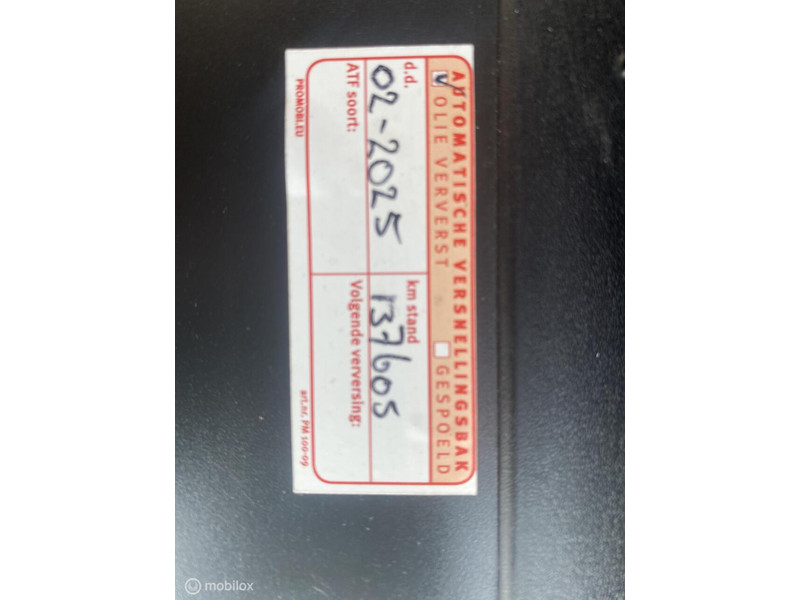 AUTOMATISCHE VERSNELLINGSBAK
OLIE VERVERST GESPOELD
d.d. km stand
02-2025 137605
ATF soort: Volgende verversing:
PROMOBLEU art.nr. PM 100-09
mobilox